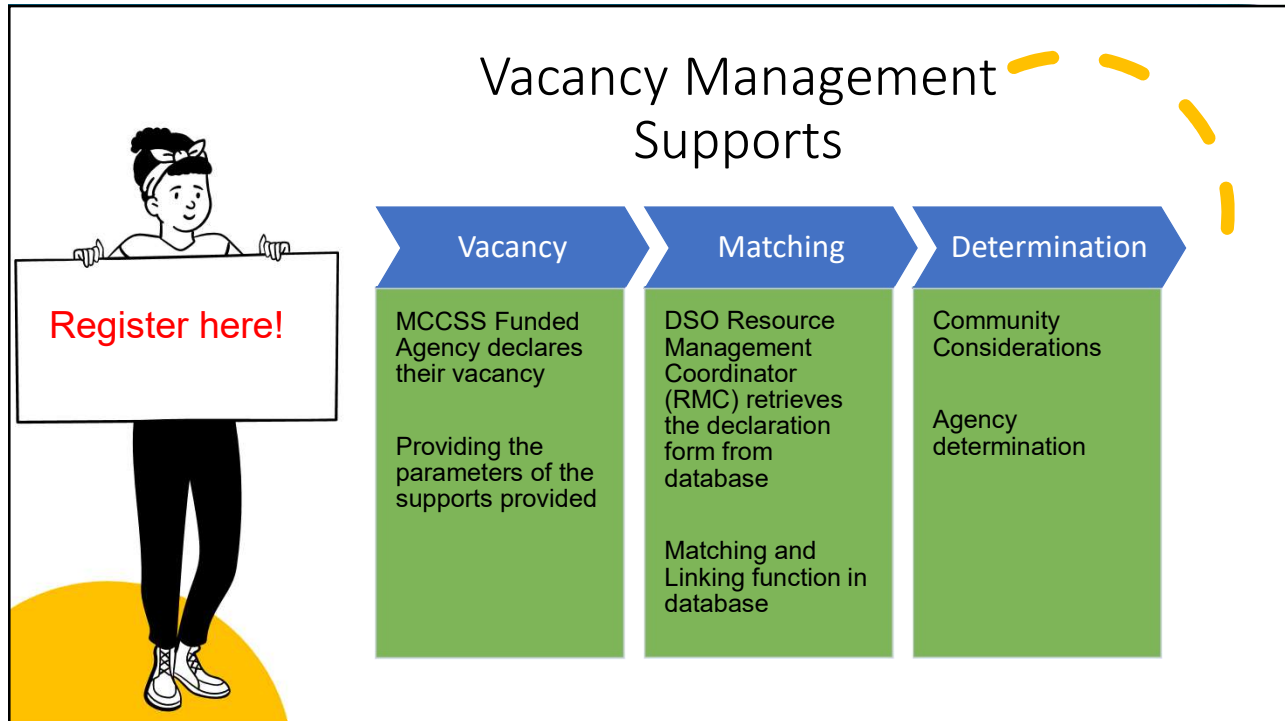 Vacancy Management
Supports
Register here!
Vacancy
MCCSS Funded
Agency declares
their vacancy
Providing the
parameters of the
supports provided
Matching
DSO Resource
Management
Coordinator
(RMC) retrieves
the declaration
form from
database
Matching and
Linking function in
database
Determination
Community
Considerations
Agency
determination